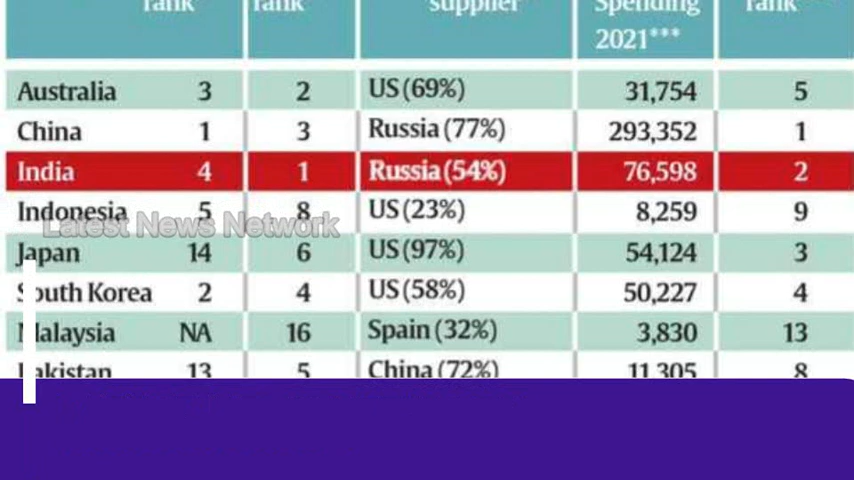 rank rank supplier Spending rank
2021***
Australia 3 2 US (69%) 31,754 5
China 1 3 Russia (77%) 293,352 1
India 4 1 Russia (54%) 76,598 2
Indonesia 5 8 US (23%) 8,259 9
Latest News Network
Japan 14 6 US (97%) 54,124 3
South Korea 2 4 US (58%) 50,227 4
Malaysia NA 16 Spain (32%) 3,830 13
Pakistan 13 5 China (72%) 11,305 8